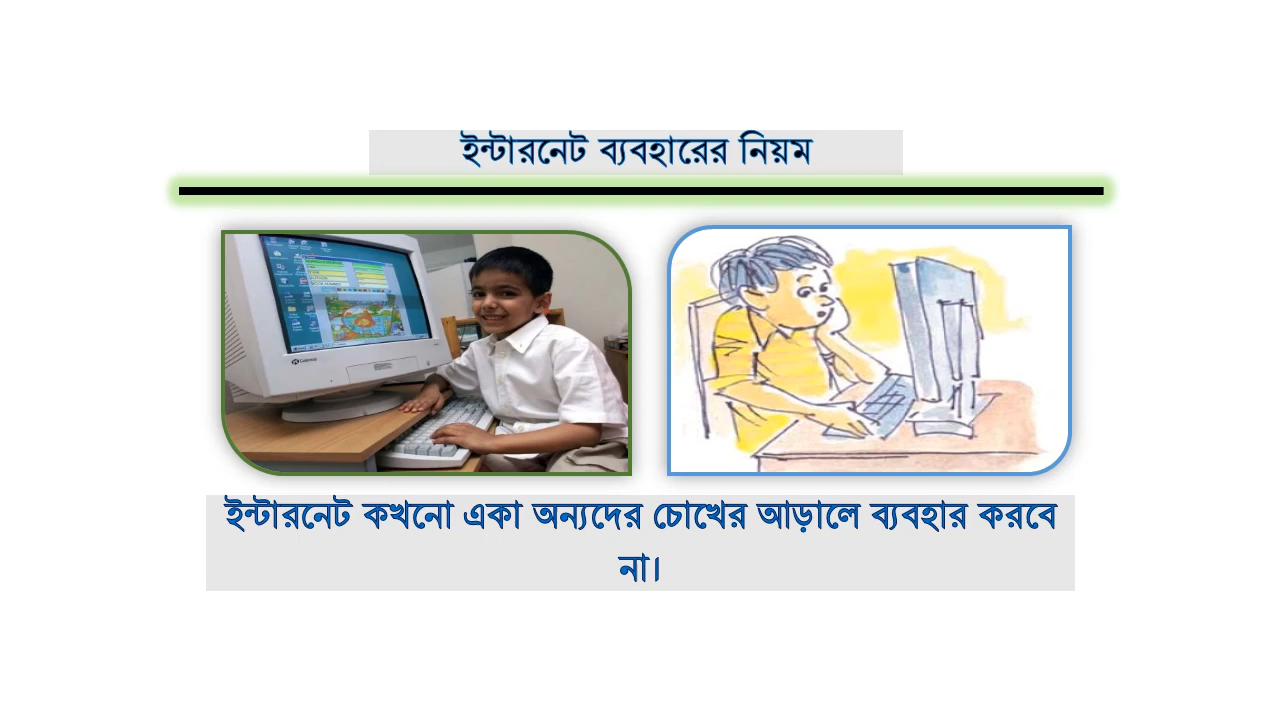 ইন্টারনেট ব্যবহারের নিয়ম
ইন্টারনেট কখনো একা অন্যদের চোখের আড়ালে ব্যবহার করবে
না।